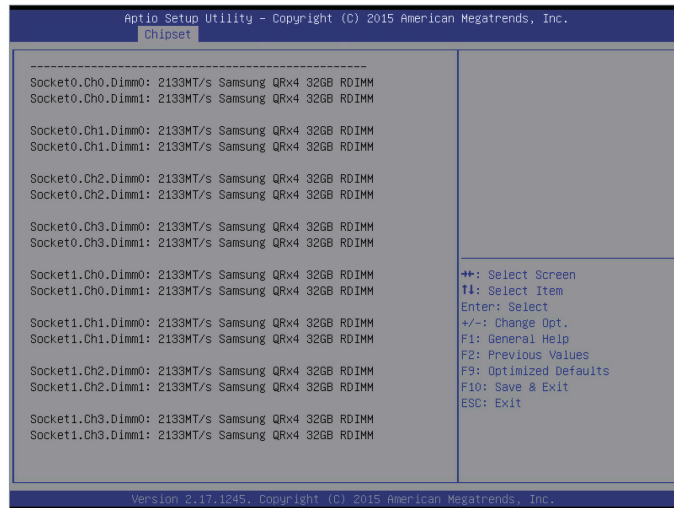 Aptio Setup Utility – Copyright (C) 2015 American Megatrends, Inc.
Chipset
------------------------------------------------
Socket0.Ch0.Dimm0: 2133MT/s Samsung QRx4 32GB RDIMM
Socket0.Ch0.Dimm1: 2133MT/s Samsung QRx4 32GB RDIMM
Socket0.Ch1.Dimm0: 2133MT/s Samsung QRx4 32GB RDIMM
Socket0.Ch1.Dimm1: 2133MT/s Samsung QRx4 32GB RDIMM
Socket0.Ch2.Dimm0: 2133MT/s Samsung QRx4 32GB RDIMM
Socket0.Ch2.Dimm1: 2133MT/s Samsung QRx4 32GB RDIMM
Socket0.Ch3.Dimm0: 2133MT/s Samsung QRx4 32GB RDIMM
Socket0.Ch3.Dimm1: 2133MT/s Samsung QRx4 32GB RDIMM
Socket1.Ch0.Dimm0: 2133MT/s Samsung QRx4 32GB RDIMM
Socket1.Ch0.Dimm1: 2133MT/s Samsung QRx4 32GB RDIMM
Socket1.Ch1.Dimm0: 2133MT/s Samsung QRx4 32GB RDIMM
Socket1.Ch1.Dimm1: 2133MT/s Samsung QRx4 32GB RDIMM
Socket1.Ch2.Dimm0: 2133MT/s Samsung QRx4 32GB RDIMM
Socket1.Ch2.Dimm1: 2133MT/s Samsung QRx4 32GB RDIMM
Socket1.Ch3.Dimm0: 2133MT/s Samsung QRx4 32GB RDIMM
Socket1.Ch3.Dimm1: 2133MT/s Samsung QRx4 32GB RDIMM
→←: Select Screen
↑↓: Select Item
Enter: Select
+/-: Change Opt.
F1: General Help
F2: Previous Values
F9: Optimized Defaults
F10: Save & Exit
ESC: Exit
Version 2.17.1245. Copyright (C) 2015 American Megatrends, Inc.